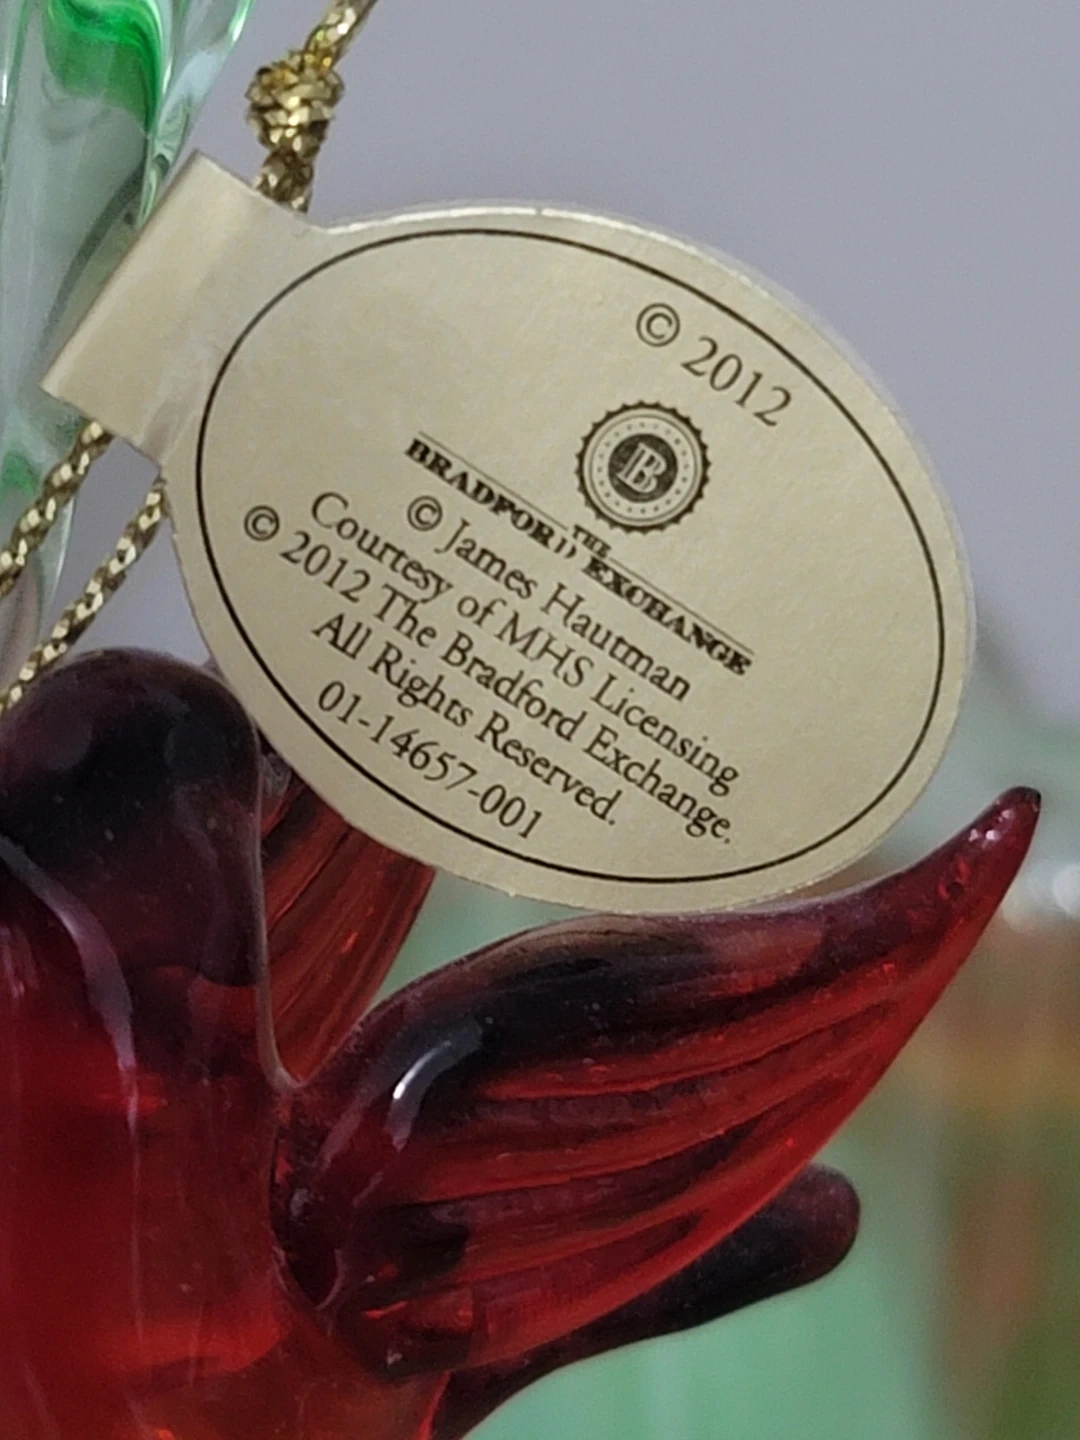 © 2012
B
THE
BRADFORD EXCHANGE
© James Hautman
Courtesy of MHS Licensing
© 2012 The Bradford Exchange.
All Rights Reserved.
01-14657-001